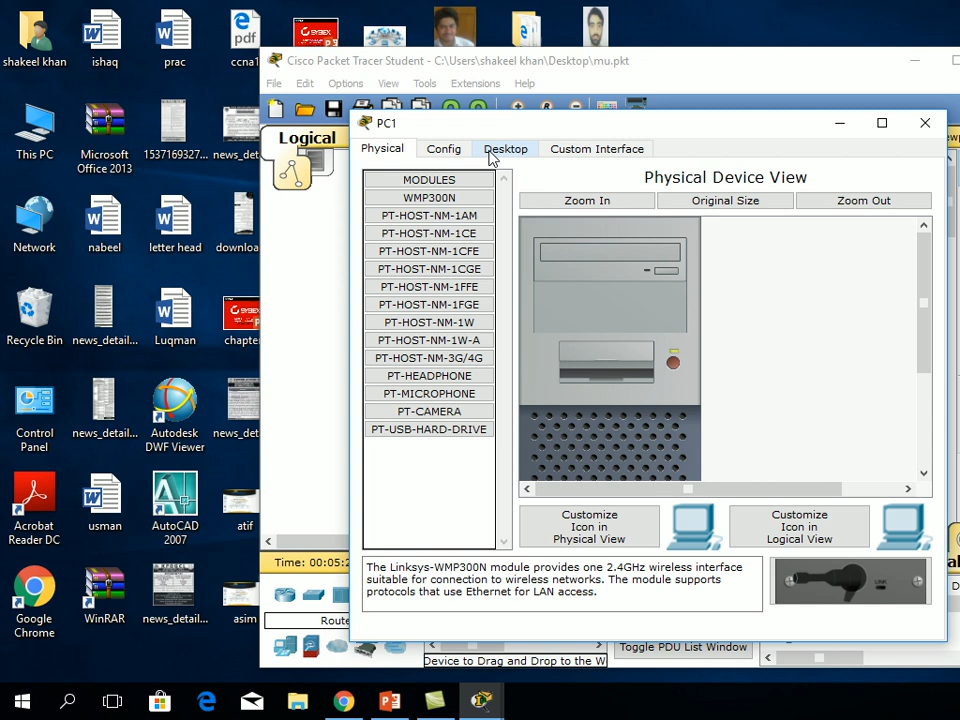 shakeel khan
ishaq
prac
pdf
ccna1
SYBEX
This PC
Microsoft
Office 2013
1537169327...
news_det
Network
nabeel
letter head
downloa
Recycle Bin
news_detail...
Luqman
SYBEX
chapter
Control
Panel
news_detail...
Autodesk
DWF Viewer
news_deta
Acrobat
Reader DC
usman
AutoCAD
2007
atif
Google
Chrome
WinRAR
news_detail...
asim
Cisco Packet Tracer Student - C:\Users\shakeel khan\Desktop\mu.pkt
File Edit Options View Tools Extensions Help
Logical
PC1
Physical Config Desktop Custom Interface
MODULES
WMP300N
PT-HOST-NM-1AM
PT-HOST-NM-1CE
PT-HOST-NM-1CFE
PT-HOST-NM-1CGE
PT-HOST-NM-1FFE
PT-HOST-NM-1FGE
PT-HOST-NM-1W
PT-HOST-NM-1W-A
PT-HOST-NM-3G/4G
PT-HEADPHONE
PT-MICROPHONE
PT-CAMERA
PT-USB-HARD-DRIVE
Physical Device View
Zoom In Original Size Zoom Out
Customize
Icon in
Physical View
Customize
Icon in
Logical View
The Linksys-WMP300N module provides one 2.4GHz wireless interface
suitable for connection to wireless networks. The module supports
protocols that use Ethernet for LAN access.
LINK
Time: 00:05:2
Route
Device to Drag and Drop to the W
Toggle PDU List Window